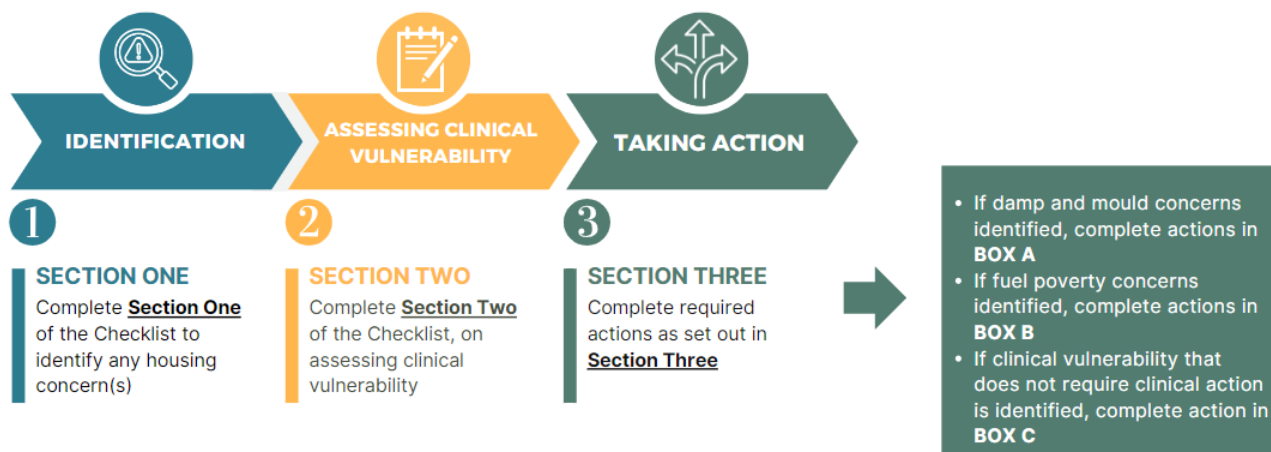 IDENTIFICATION
ASSESSING CLINICAL
VULNERABILITY
TAKING ACTION
1
SECTION ONE
Complete Section One
of the Checklist to
identify any housing
concern(s)
2
SECTION TWO
Complete Section Two
of the Checklist, on
assessing clinical
vulnerability
3
SECTION THREE
Complete required
actions as set out in
Section Three
• If damp and mould concerns
identified, complete actions in
BOX A
• If fuel poverty concerns
identified, complete actions in
BOX B
• If clinical vulnerability that
does not require clinical action
is identified, complete action in
BOX C